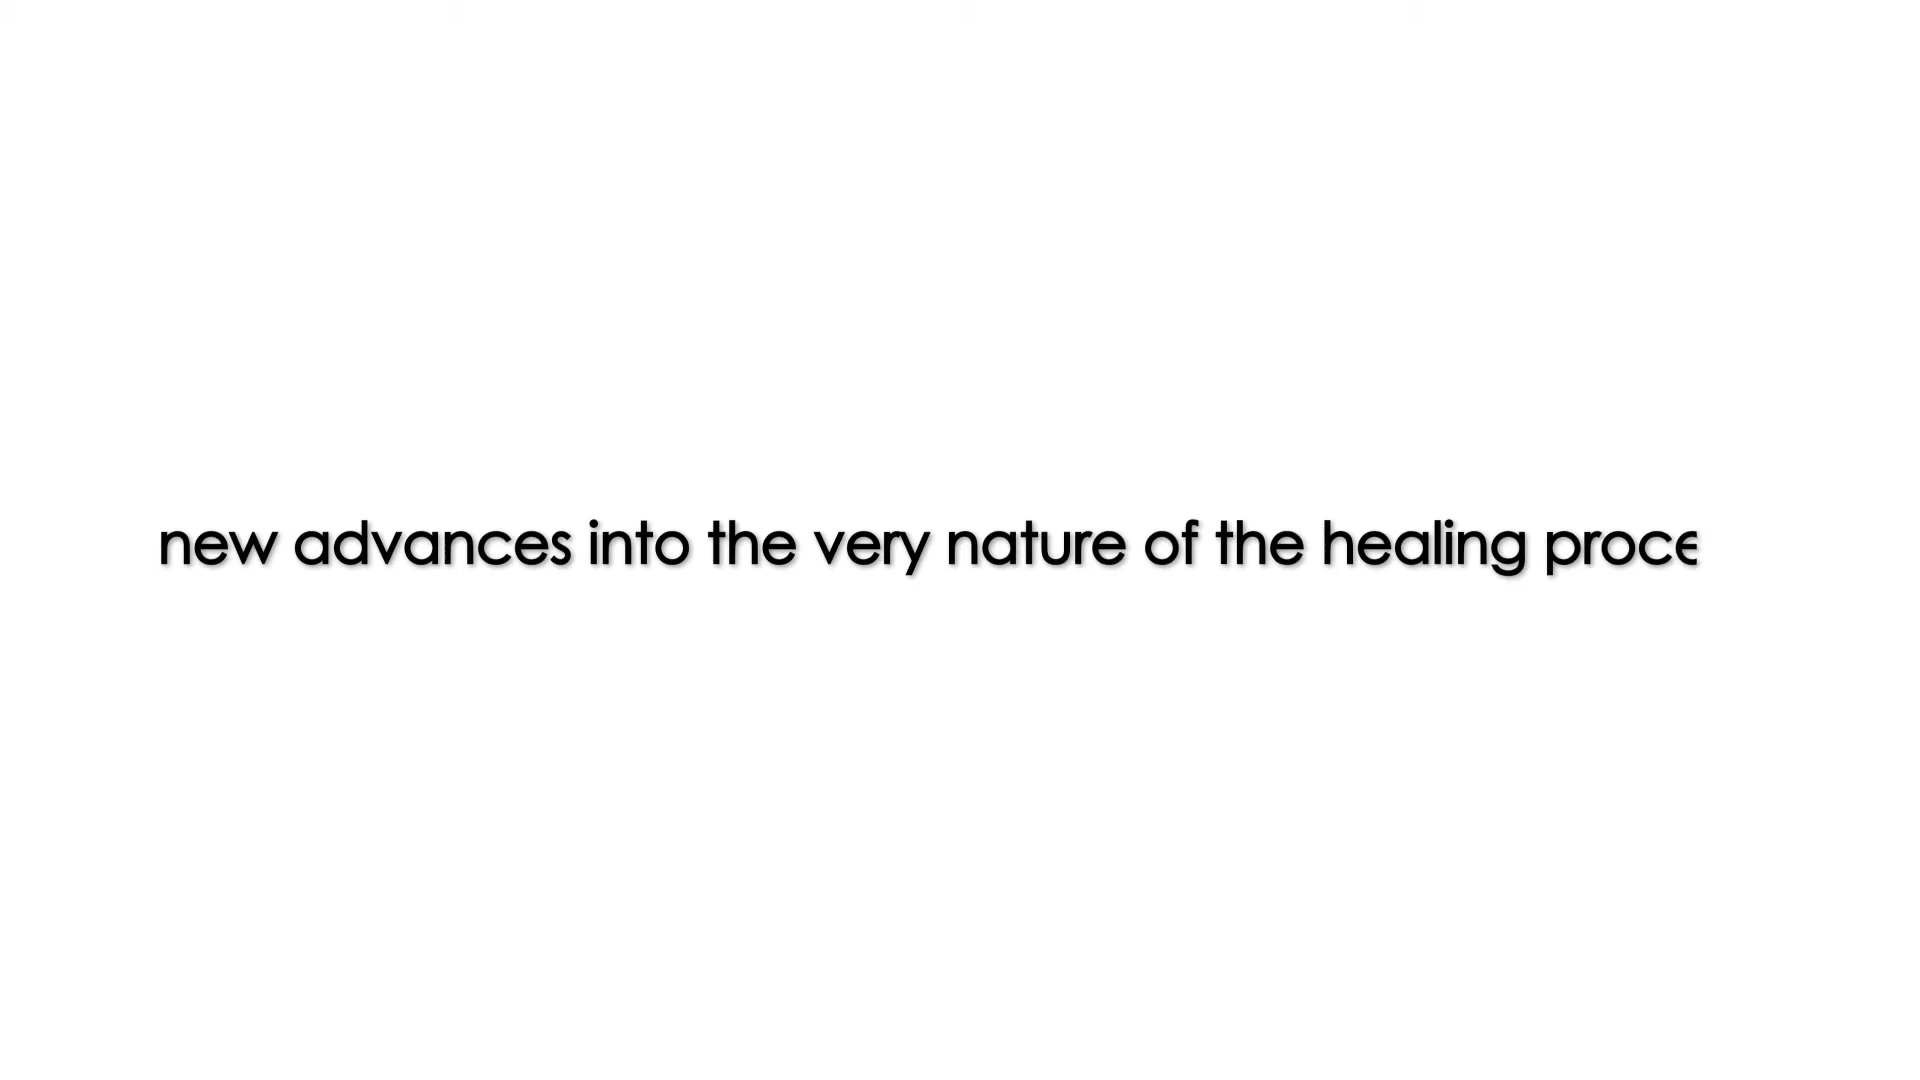 new advances into the very nature of the healing proce